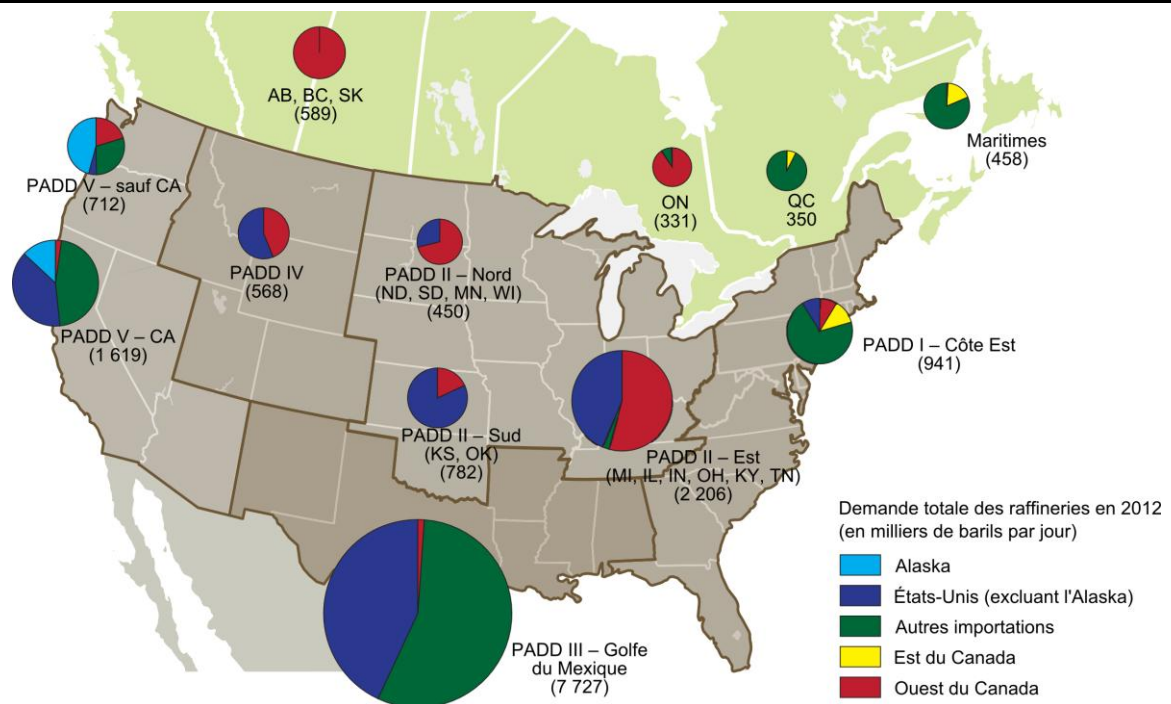 AB, BC, SK
(589)
Maritimes
(458)
PADD V – sauf CA
(712)
ON
(331)
QC
350
PADD IV
(568)
PADD II – Nord
(ND, SD, MN, WI)
(450)
PADD V – CA
(1 619)
PADD I – Côte Est
(941)
PADD II – Sud
(KS, OK)
(782)
PADD II – Est
(MI, IL, IN, OH, KY, TN)
(2 206)
PADD III – Golfe
du Mexique
(7 727)
Demande totale des raffineries en 2012
(en milliers de barils par jour)
Alaska
États-Unis (excluant l'Alaska)
Autres importations
Est du Canada
Ouest du Canada